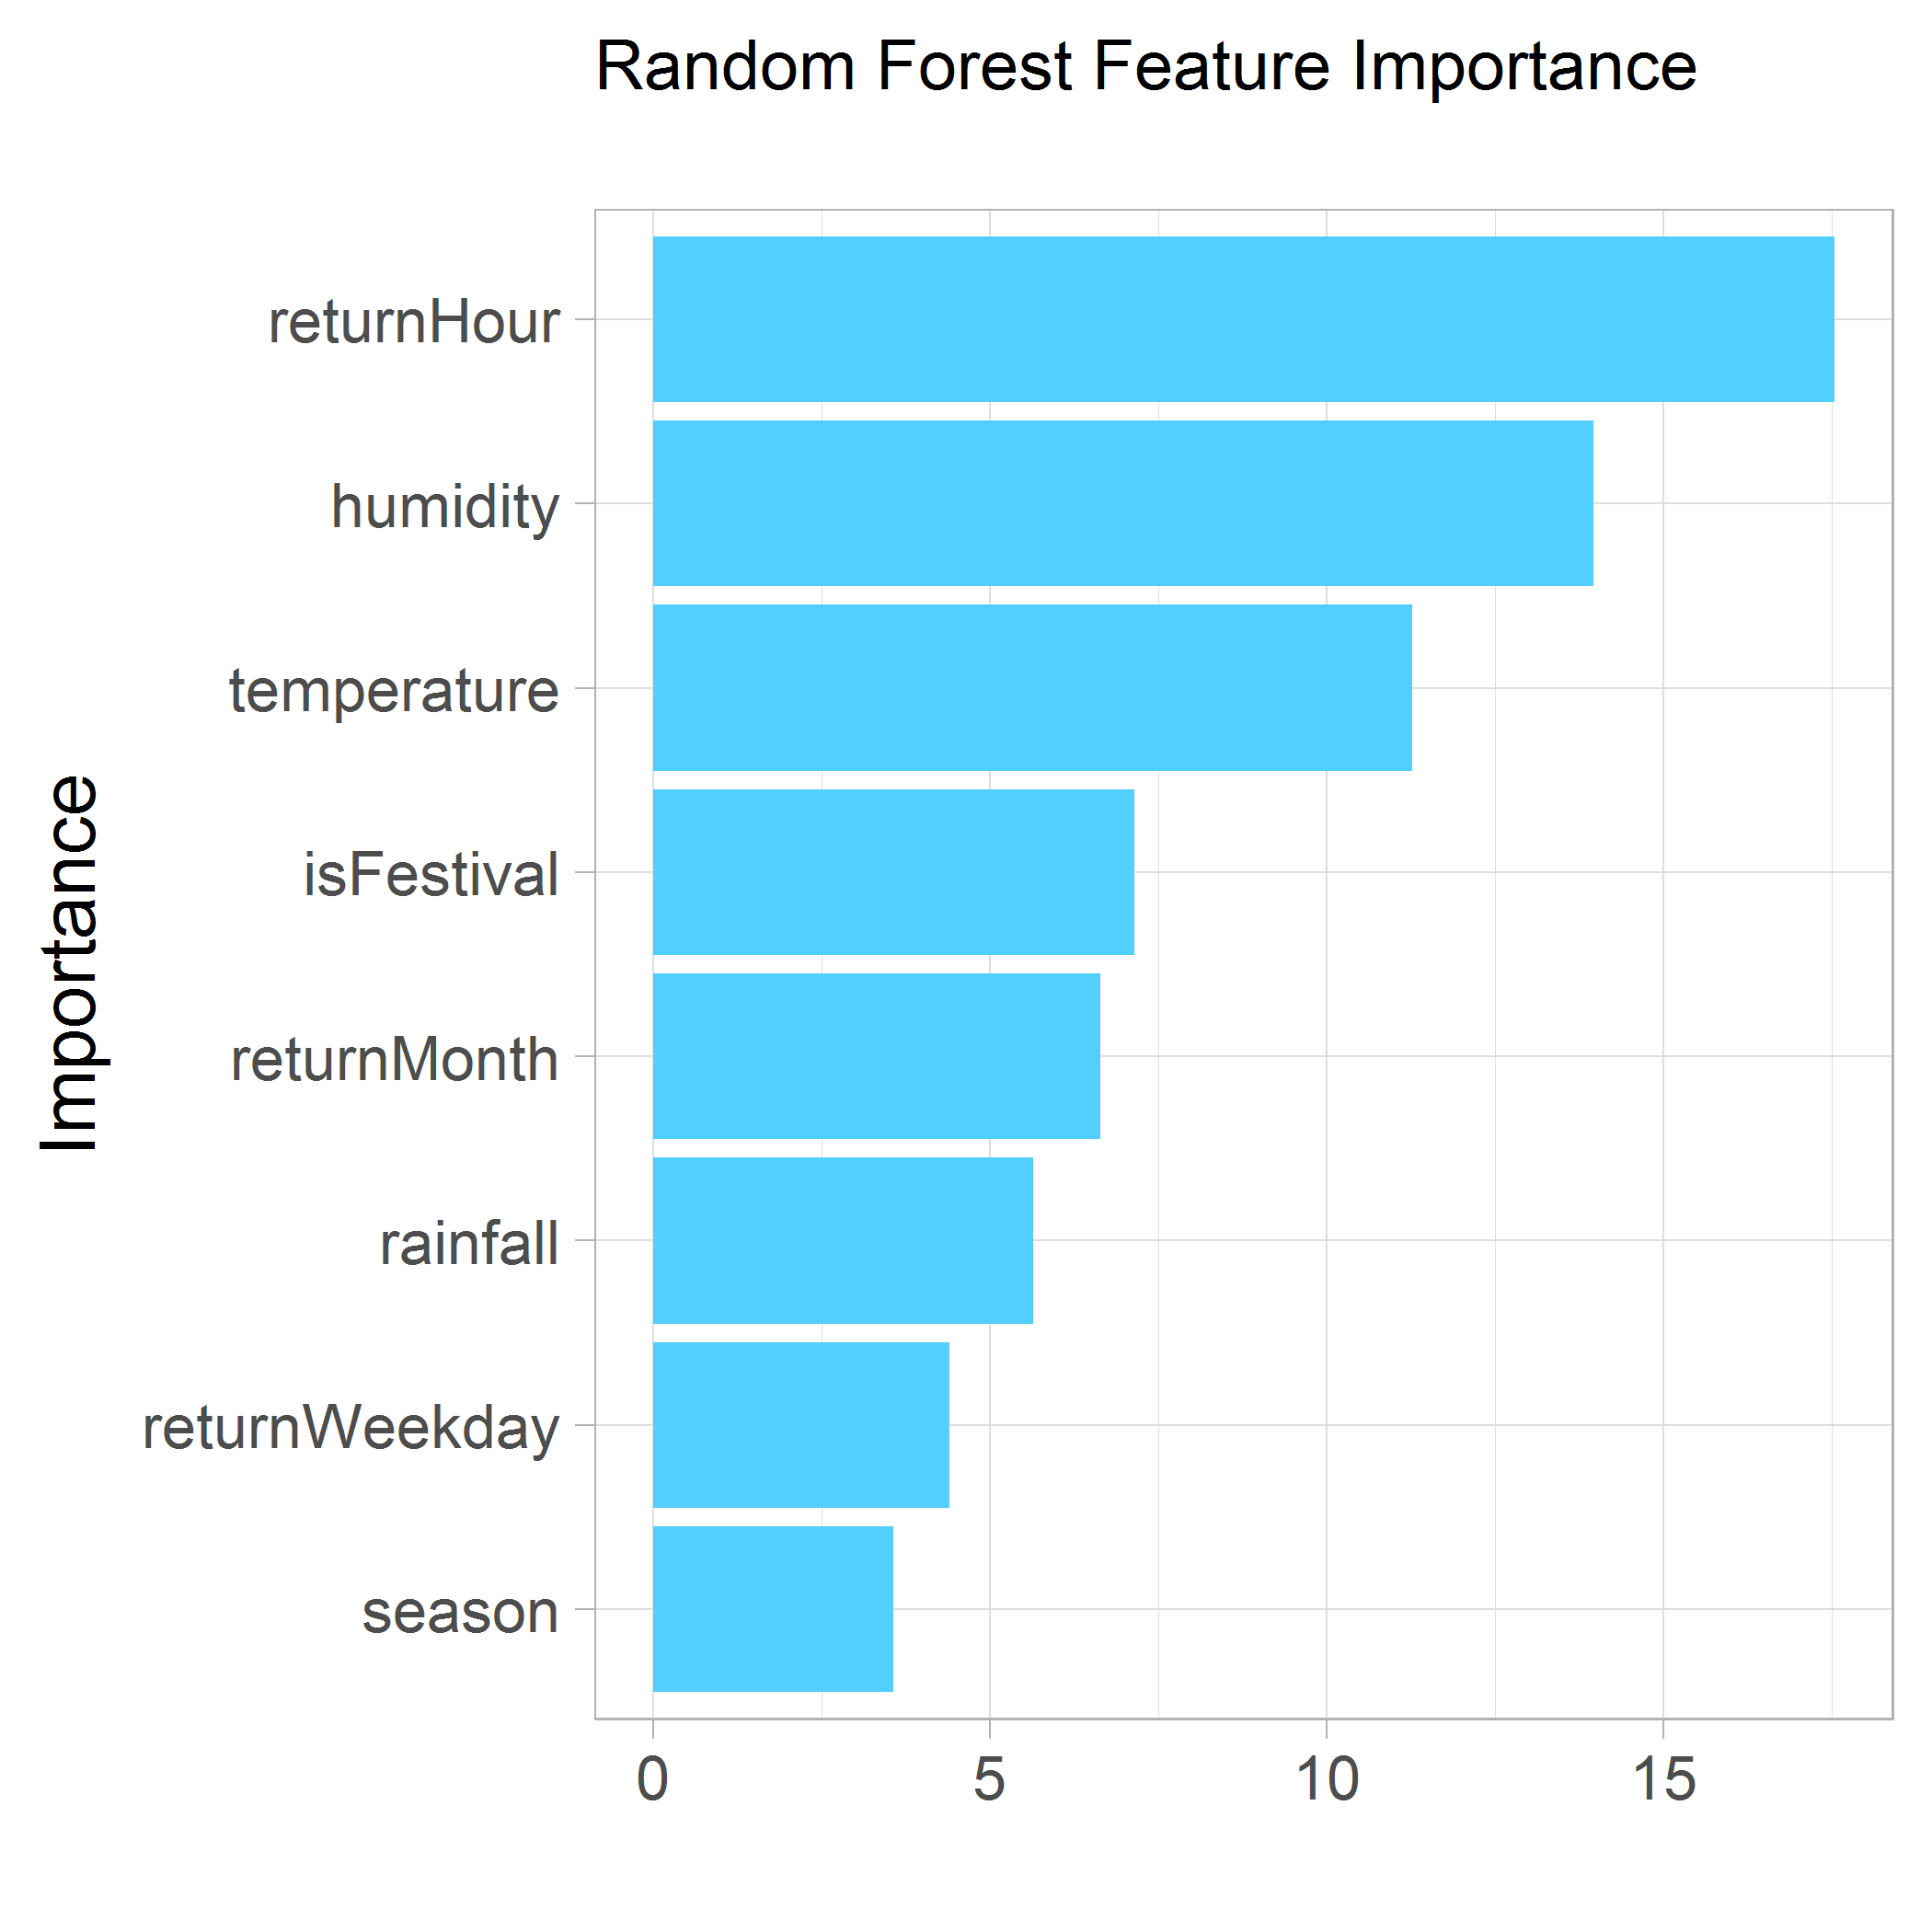 Random Forest Feature Importance
Importance
returnHour
humidity
temperature
isFestival
returnMonth
rainfall
returnWeekday
season
0 5 10 15